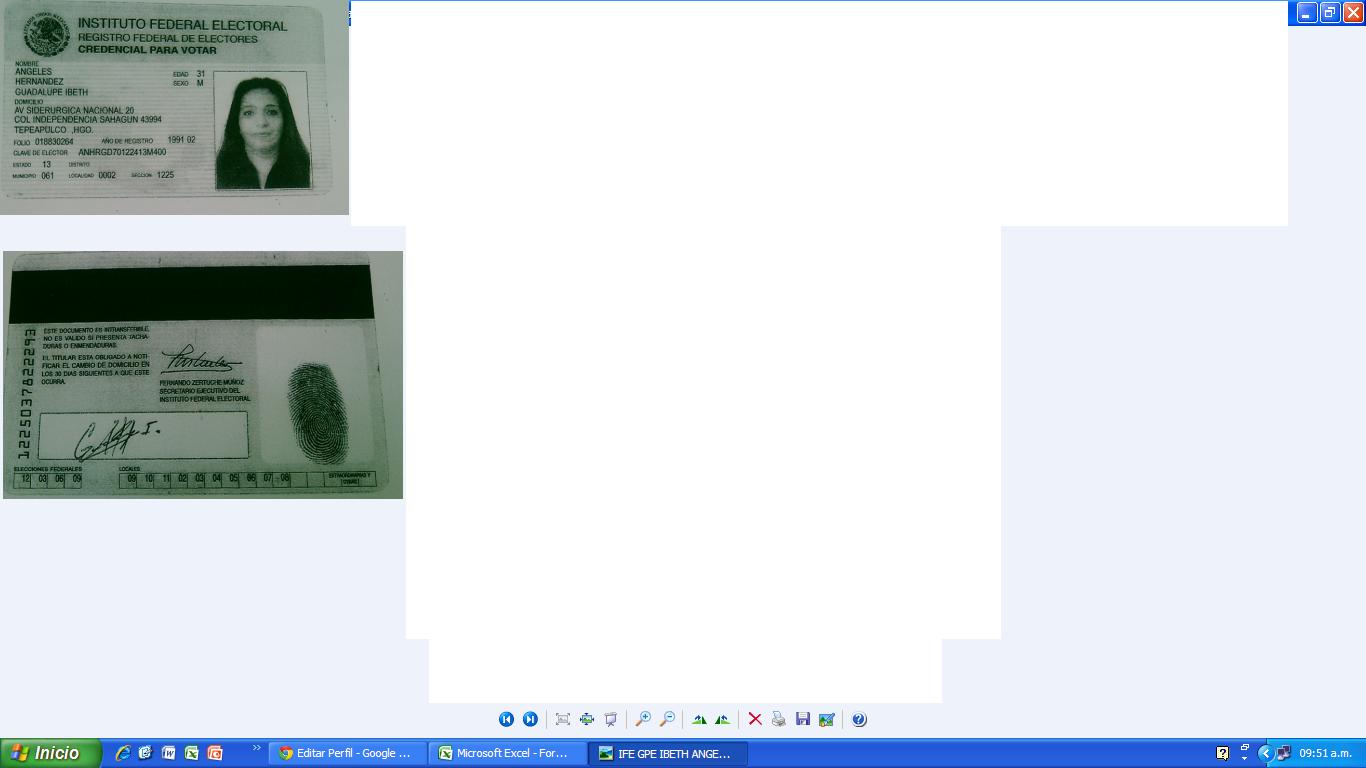 INSTITUTO FEDERAL ELECTORAL
REGISTRO FEDERAL DE ELECTORES
CREDENCIAL PARA VOTAR
NOMBRE
ANGELES
HERNANDEZ
GUADALUPE IBETH
EDAD 31
SEXO M
DOMICILIO
AV SIDERURGICA NACIONAL 20
COL INDEPENDENCIA SAHAGUN 43994
TEPEAPULCO ,HGO.
FOLIO 018830264 AÑO DE REGISTRO 1991 02
CLAVE DE ELECTOR ANHRGD70122413M400
ESTADO 13 DISTRITO
MUNICIPIO 061 LOCALIDAD 0002 SECCION 1225
ESTE DOCUMENTO ES INTRANSFERIBLE,
NO ES VALIDO SI PRESENTA TACHA-
DURAS O ENMENDADURAS.
EL TITULAR ESTA OBLIGADO A NOTI-
FICAR EL CAMBIO DE DOMICILIO EN
LOS 30 DIAS SIGUIENTES A QUE ESTE
OCURRA.
FERNANDO ZERTUCHE MUÑOZ
SECRETARIO EJECUTIVO DEL
INSTITUTO FEDERAL ELECTORAL
1225037822293
ELECCIONES FEDERALES
12 03 06 09
LOCALES
09 10 11 02 03 04 05 06 07 08
EXTRAORDINARIAS Y
OTRAS
Inicio
Editar Perfil - Google ...
Microsoft Excel - For...
IFE GPE IBETH ANGE...
09:51 a.m.